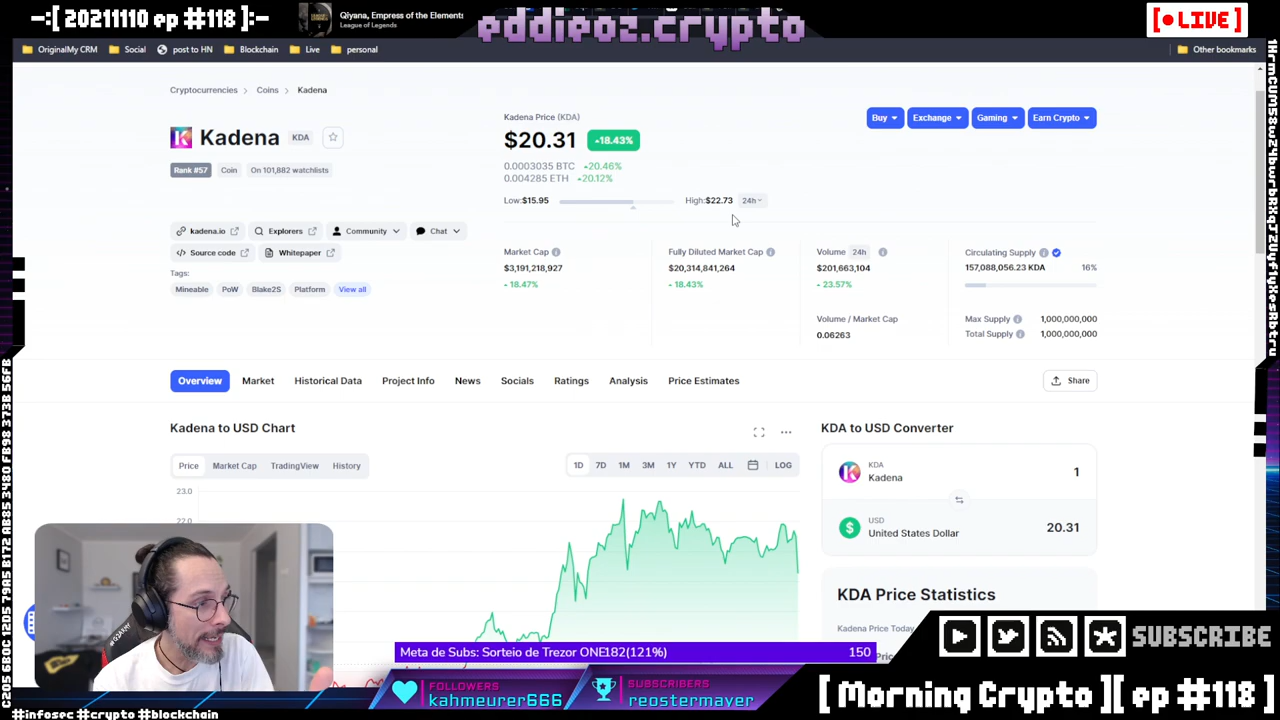 -:[ 20211110 ep #118 ]:-
Qiyana, Empress of the Elements
League of Legends
eddieoz.crypto
[ LIVE ]
OriginalMy CRM
Social
post to HN
Blockchain
Live
personal
Other bookmarks
Cryptocurrencies > Coins > Kadena
Kadena KDA
Rank #57
Coin
On 101,882 watchlists
Kadena Price (KDA)
$20.31 18.43%
0.0003035 BTC 20.46%
0.004285 ETH 20.12%
Low:$15.95
High:$22.73
24h
Buy
Exchange
Gaming
Earn Crypto
kadena.io
Explorers
Community
Chat
Source code
Whitepaper
Tags:
Mineable
PoW
Blake2S
Platform
View all
Market Cap
$3,191,218,927
18.47%
Fully Diluted Market Cap
$20,314,841,264
18.43%
Volume 24h
$201,663,104
23.57%
Volume / Market Cap
0.06263
Circulating Supply
157,088,056.23 KDA 16%
Max Supply 1,000,000,000
Total Supply 1,000,000,000
Overview
Market
Historical Data
Project Info
News
Socials
Ratings
Analysis
Price Estimates
Share
Kadena to USD Chart
Price
Market Cap
TradingView
History
1D 7D 1M 3M 1Y YTD ALL LOG
23.0
22.0
KDA to USD Converter
KDA
Kadena
1
USD
United States Dollar
20.31
KDA Price Statistics
Kadena Price Today
Meta de Subs: Sorteio de Trezor ONE182(121%) 150
FOLLOWERS
kahmeurer666
SUBSCRIBERS
reostermayer
SUBSCRIBE
[ Morning Crypto ][ ep #118 ]
#infosec #crypto #blockchain